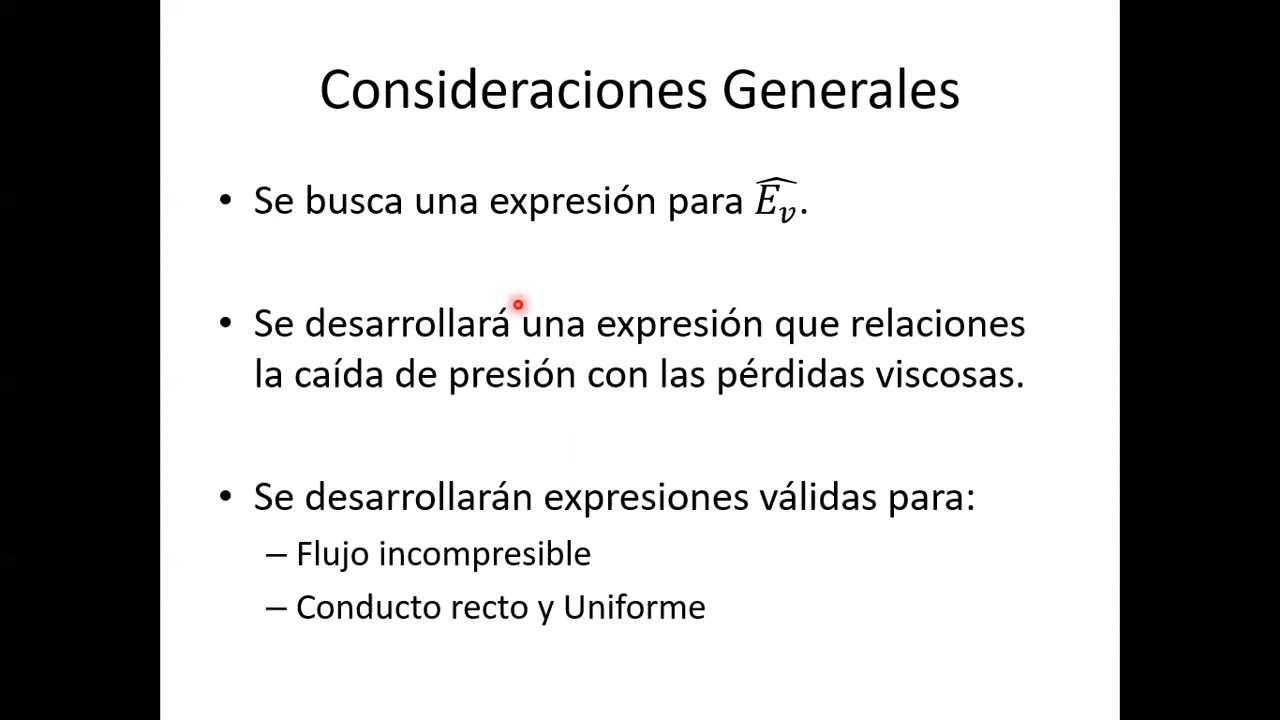 Consideraciones Generales
• Se busca una expresión para $\widehat{E_v}$.
• Se desarrollará una expresión que relaciones
la caída de presión con las pérdidas viscosas.
• Se desarrollarán expresiones válidas para:
– Flujo incompresible
– Conducto recto y Uniforme